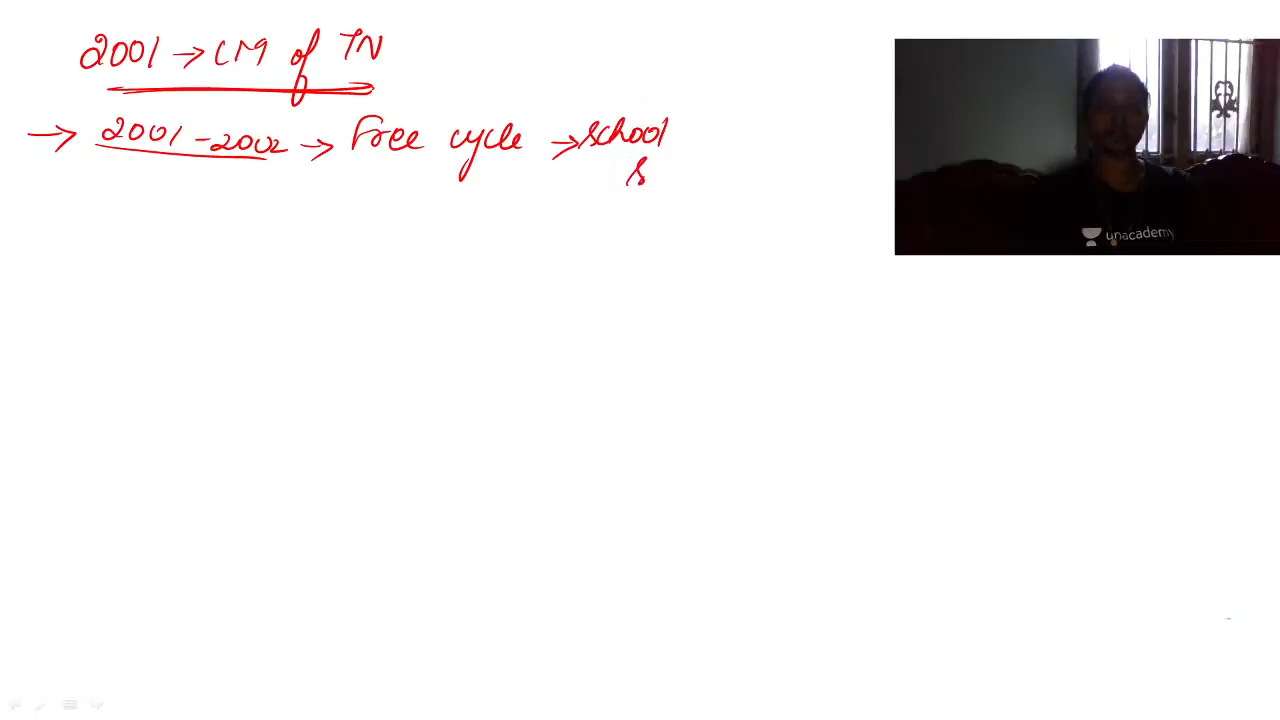 2001 → CM of TN
→ 2001 - 2002 → Free cycle → school
s
unacademy